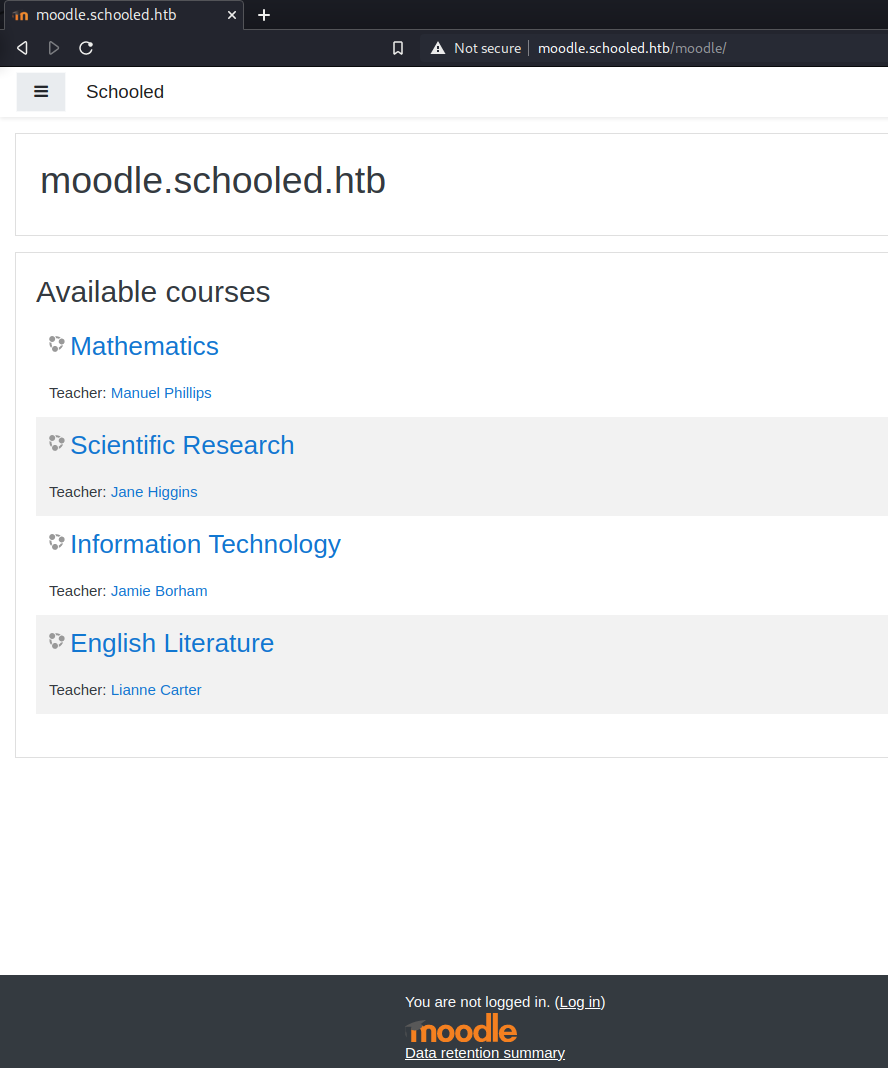 moodle.schooled.htb
Not secure moodle.schooled.htb/moodle/
Schooled
moodle.schooled.htb
Available courses
Mathematics
Teacher: Manuel Phillips
Scientific Research
Teacher: Jane Higgins
Information Technology
Teacher: Jamie Borham
English Literature
Teacher: Lianne Carter
You are not logged in. (Log in)
moodle
Data retention summary